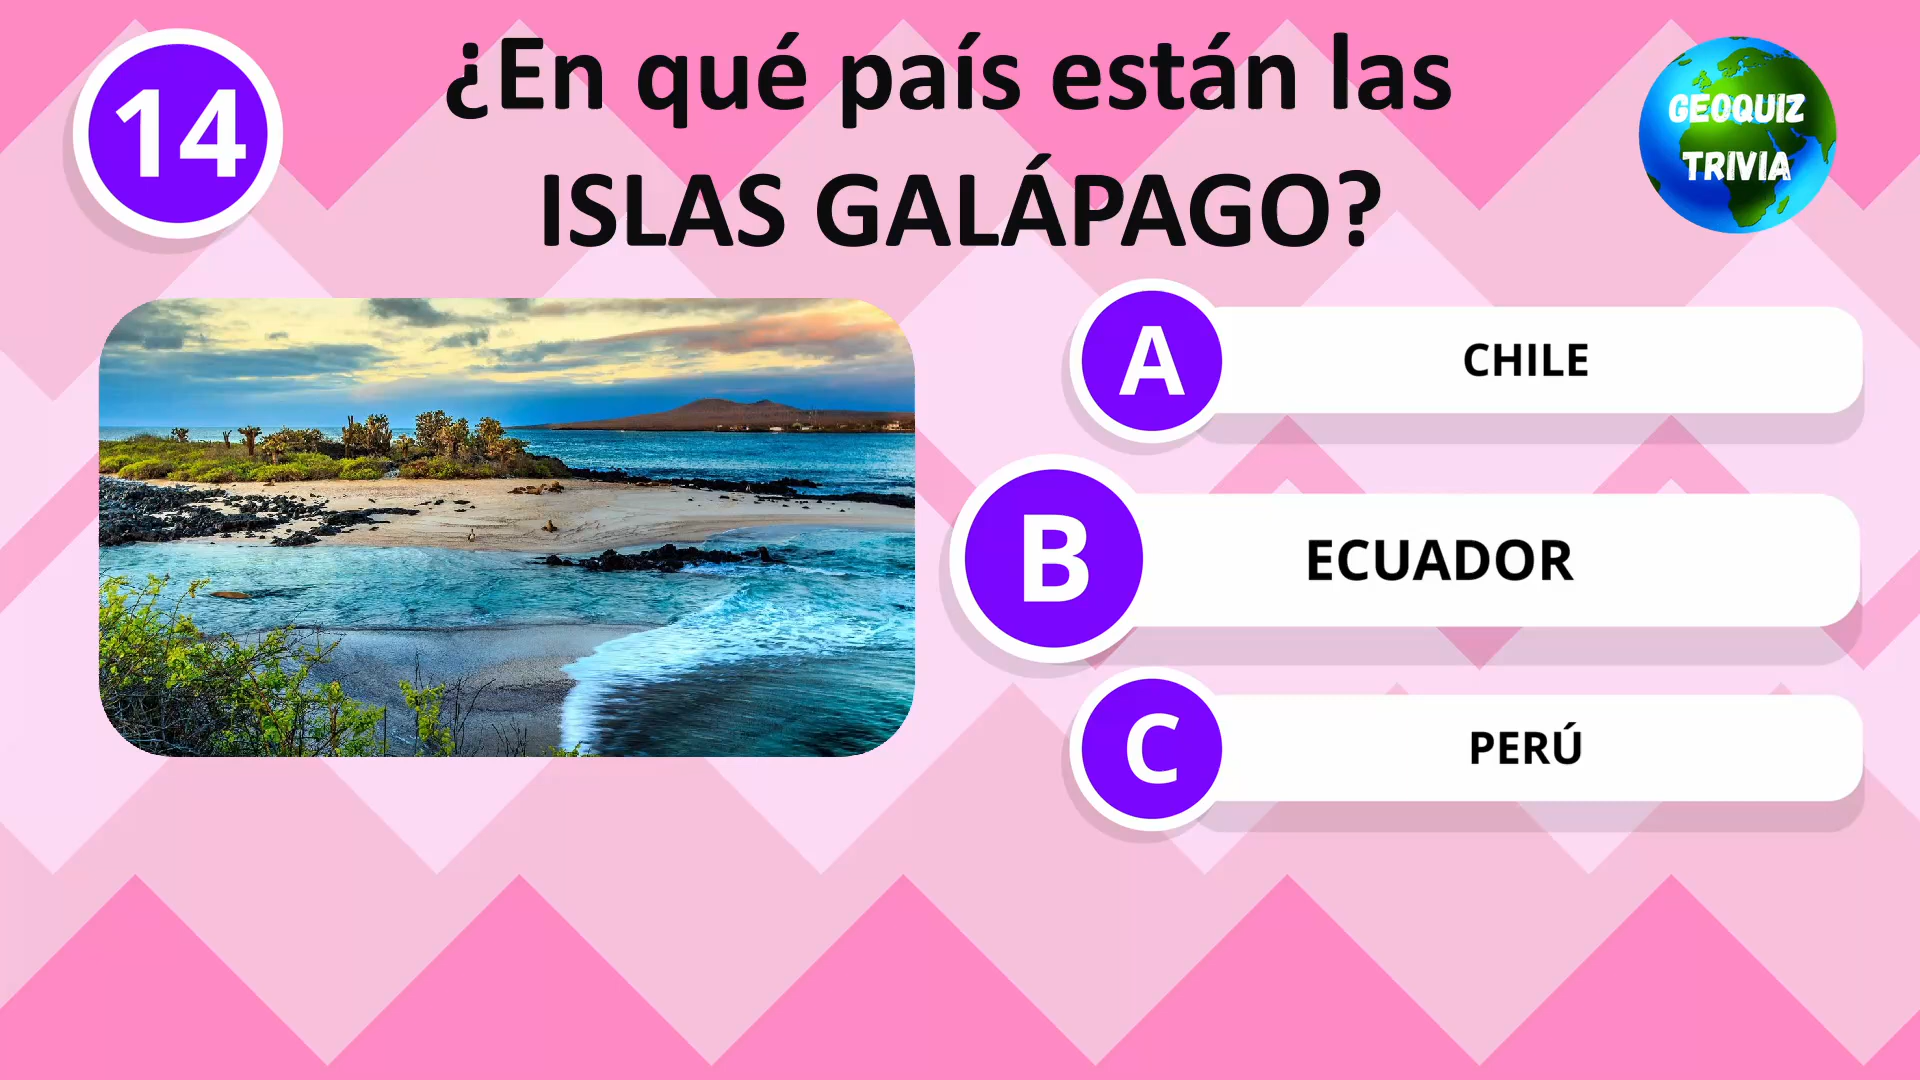 14
¿En qué país están las
ISLAS GALÁPAGO?
GEOQUIZ
TRIVIA
A
CHILE
B
ECUADOR
C
PERÚ